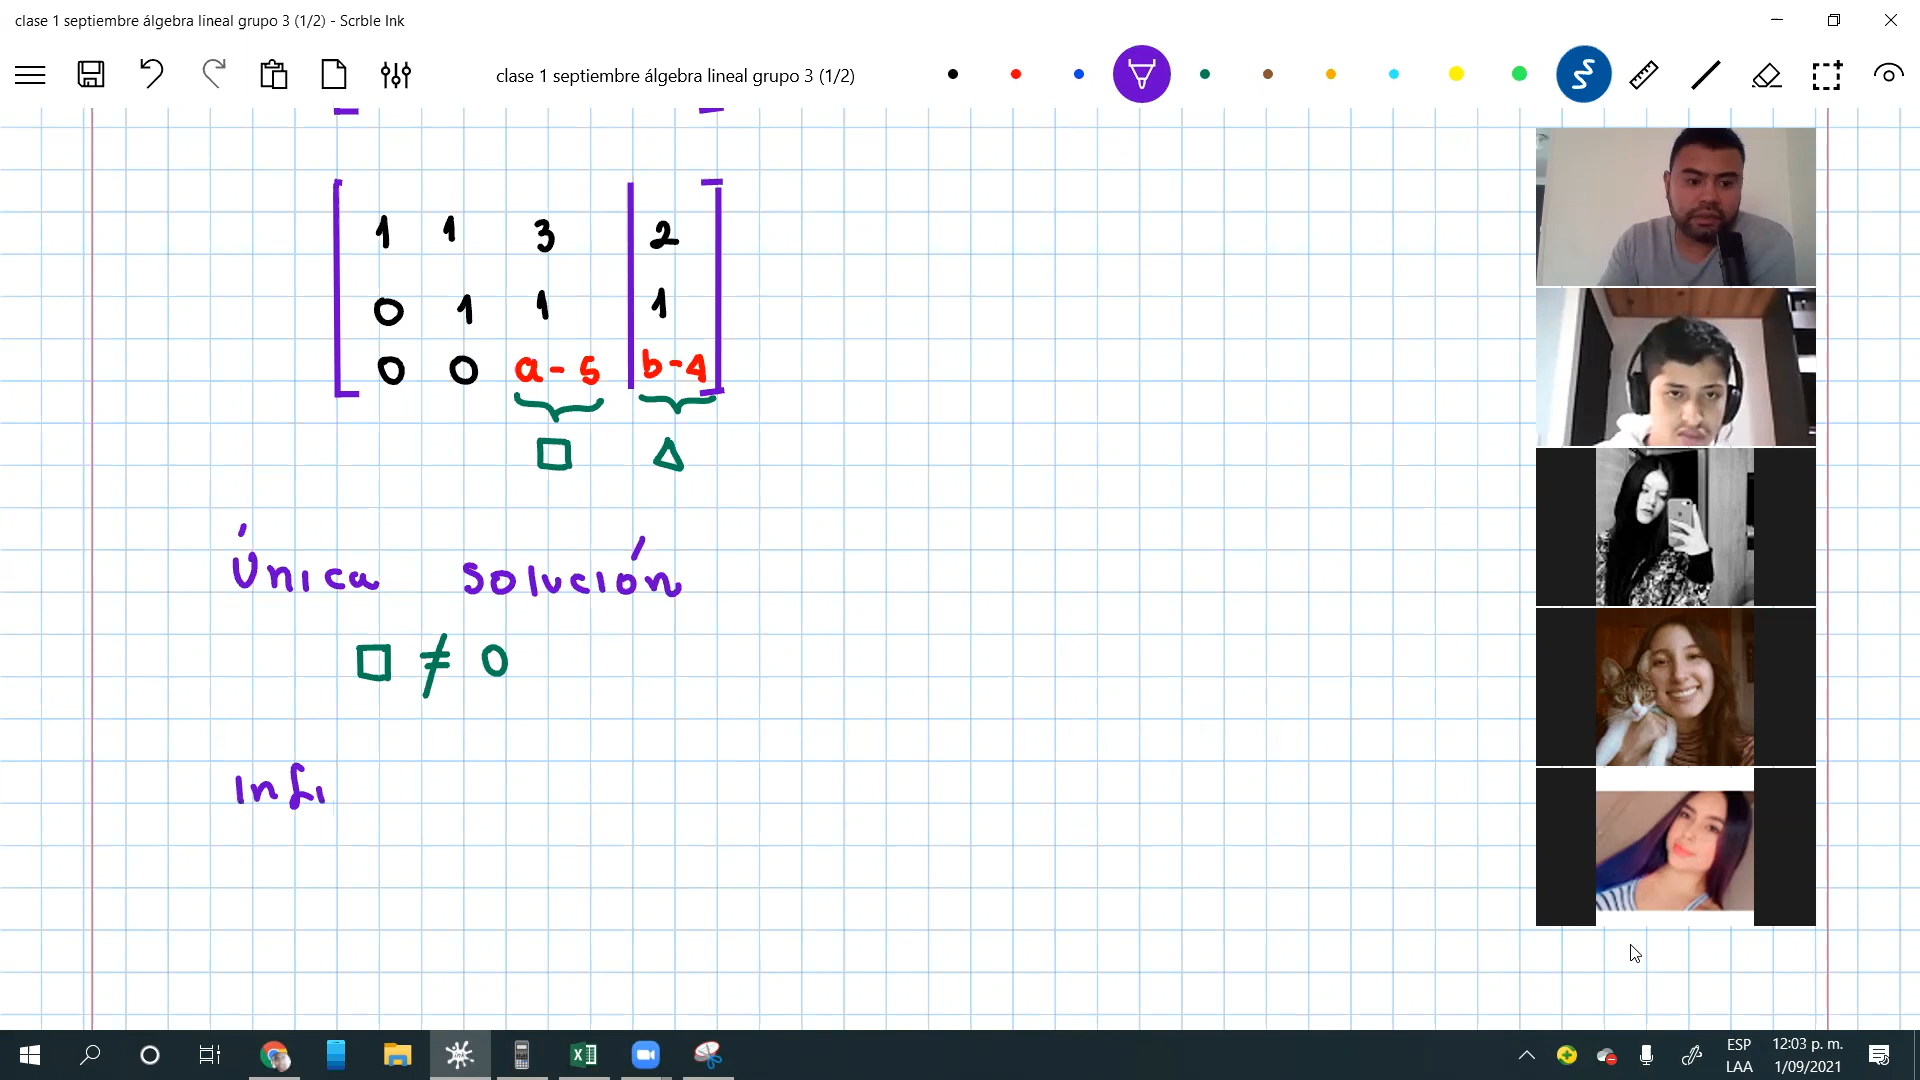 clase 1 septiembre álgebra lineal grupo 3 (1/2) - Scrble Ink
clase 1 septiembre álgebra lineal grupo 3 (1/2)
1 1 3 2
0 1 1 1
0 0 a-5 b-4
□ △
Única solución
□ ≠ 0
Infi
ESP 12:03 p. m.
LAA 1/09/2021